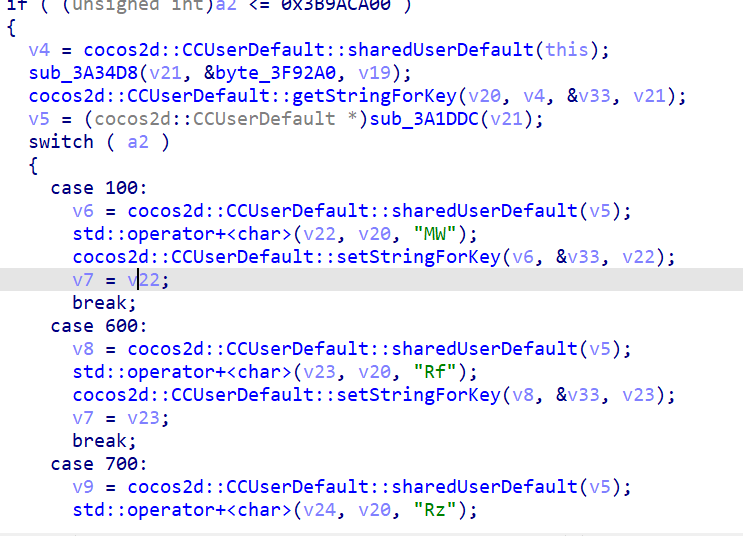 if ( (unsigned int)a2 <= 0x3B9ACA00 )
{
v4 = cocos2d::CCUserDefault::sharedUserDefault(this);
sub_3A34D8(v21, &byte_3F92A0, v19);
cocos2d::CCUserDefault::getStringForKey(v20, v4, &v33, v21);
v5 = (cocos2d::CCUserDefault *)sub_3A1DDC(v21);
switch ( a2 )
{
case 100:
v6 = cocos2d::CCUserDefault::sharedUserDefault(v5);
std::operator+<char>(v22, v20, "MW");
cocos2d::CCUserDefault::setStringForKey(v6, &v33, v22);
v7 = v22;
break;
case 600:
v8 = cocos2d::CCUserDefault::sharedUserDefault(v5);
std::operator+<char>(v23, v20, "Rf");
cocos2d::CCUserDefault::setStringForKey(v8, &v33, v23);
v7 = v23;
break;
case 700:
v9 = cocos2d::CCUserDefault::sharedUserDefault(v5);
std::operator+<char>(v24, v20, "Rz");